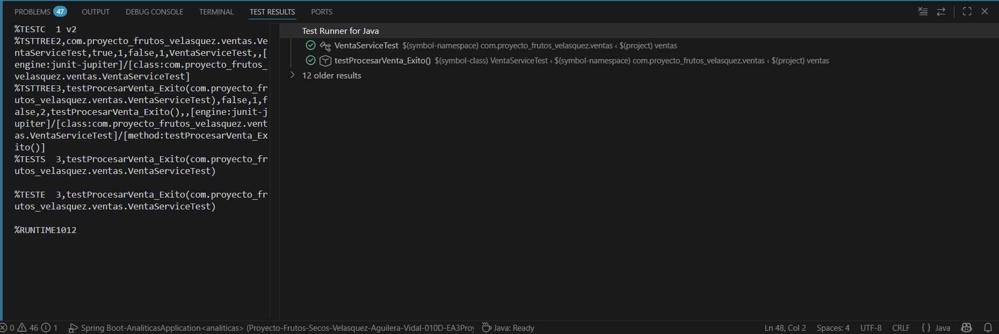 PROBLEMS 47 OUTPUT DEBUG CONSOLE TERMINAL TEST RESULTS PORTS
%TESTC  1 v2
%TSTTREE2,com.proyecto_frutos_velasquez.ventas.Ve
ntaServiceTest,true,1,false,1,VentaServiceTest,,[
engine:junit-jupiter]/[class:com.proyecto_frutos_
velasquez.ventas.VentaServiceTest]
%TSTTREE3,testProcesarVenta_Exito(com.proyecto_fr
utos_velasquez.ventas.VentaServiceTest),false,1,f
alse,2,testProcesarVenta_Exito(),,[engine:junit-j
upiter]/[class:com.proyecto_frutos_velasquez.vent
as.VentaServiceTest]/[method:testProcesarVenta_Ex
ito()]
%TESTS  3,testProcesarVenta_Exito(com.proyecto_fr
utos_velasquez.ventas.VentaServiceTest)
%TESTE  3,testProcesarVenta_Exito(com.proyecto_fr
utos_velasquez.ventas.VentaServiceTest)
%RUNTIME1012
Test Runner for Java
VentaServiceTest $(symbol-namespace) com.proyecto_frutos_velasquez.ventas ‹ $(project) ventas
testProcesarVenta_Exito() $(symbol-class) VentaServiceTest ‹ $(symbol-namespace) com.proyecto_frutos_velasquez.ventas ‹ $(project) ventas
12 older results
0 46 1 Spring Boot-AnaliticasApplication<analiticas> (Proyecto-Frutos-Secos-Velasquez-Aguilera-Vidal-010D-EA3Proy Java: Ready Ln 48, Col 2 Spaces: 4 UTF-8 CRLF { } Java